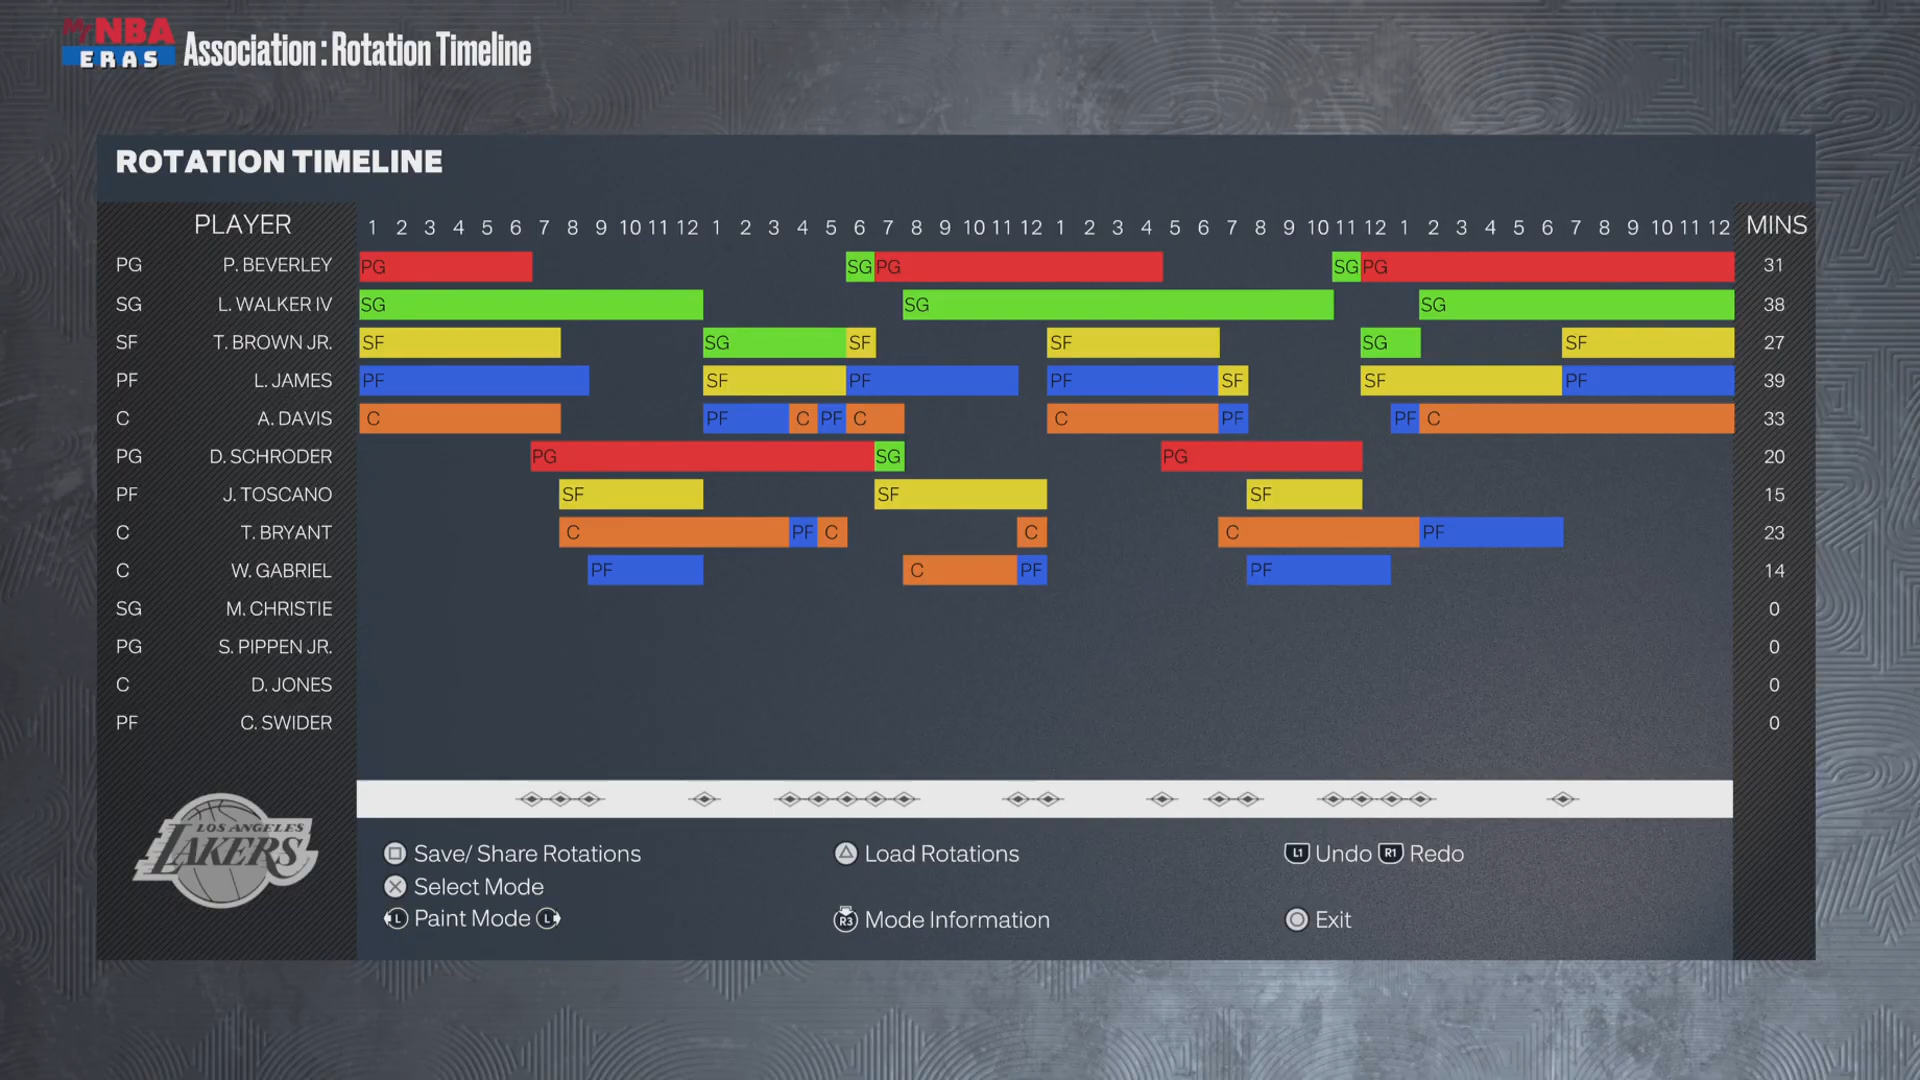 MyNBA
ERAS
Association : Rotation Timeline
ROTATION TIMELINE
PLAYER 1 2 3 4 5 6 7 8 9 10 11 12 1 2 3 4 5 6 7 8 9 10 11 12 1 2 3 4 5 6 7 8 9 10 11 12 1 2 3 4 5 6 7 8 9 10 11 12 MINS
PG P. BEVERLEY PG SG PG SG PG 31
SG L. WALKER IV SG SG SG 38
SF T. BROWN JR. SF SG SF SF SG SF 27
PF L. JAMES PF SF PF PF SF SF PF 39
C A. DAVIS C PF C PF C C PF PF C 33
PG D. SCHRODER PG SG PG 20
PF J. TOSCANO SF SF SF 15
C T. BRYANT C PF C C C PF 23
C W. GABRIEL PF C PF PF 14
SG M. CHRISTIE 0
PG S. PIPPEN JR. 0
C D. JONES 0
PF C. SWIDER 0
LOS ANGELES
LAKERS
Save/ Share Rotations Load Rotations L1 Undo R1 Redo
Select Mode
L Paint Mode L R3 Mode Information Exit